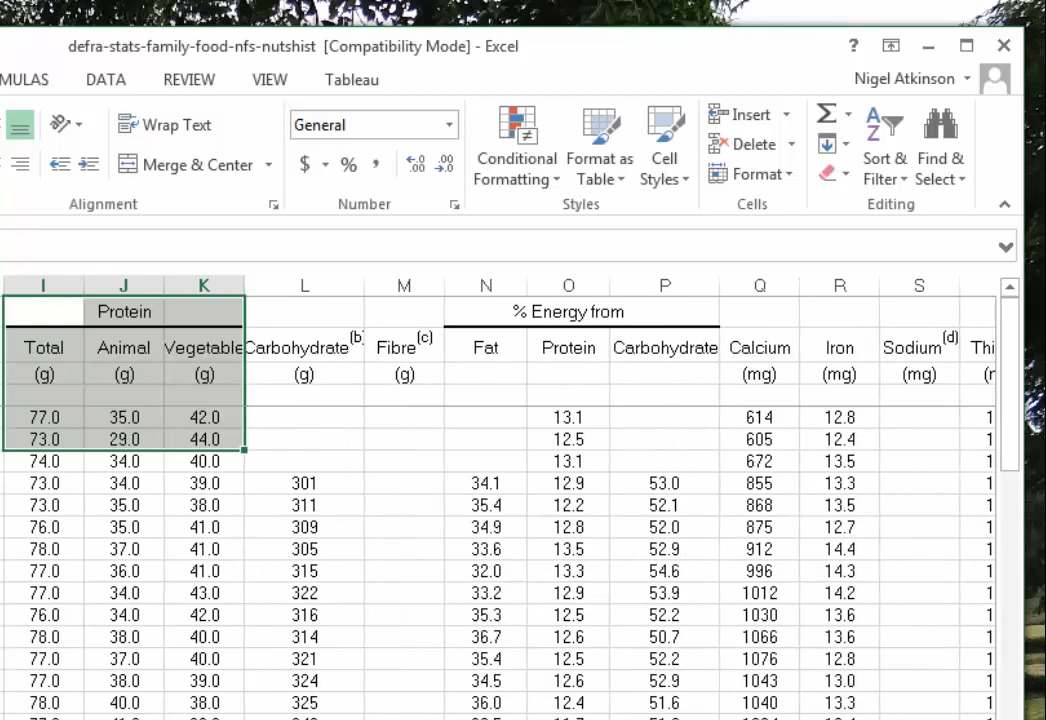 defra-stats-family-food-nfs-nutshist [Compatibility Mode] - Excel
?
MULAS DATA REVIEW VIEW Tableau
Nigel Atkinson
Wrap Text
Merge & Center
Alignment
General
$ % ,
Number
Conditional Formatting
Format as Table
Cell Styles
Styles
Insert
Delete
Format
Cells
Σ
Sort & Filter
Find & Select
Editing
I J K L M N O P Q R S
Protein % Energy from
Total Animal Vegetable Carbohydrate(b) Fibre(c) Fat Protein Carbohydrate Calcium Iron Sodium(d) Thi
(g) (g) (g) (g) (g) (mg) (mg) (mg)
77.0 35.0 42.0 13.1 614 12.8 1
73.0 29.0 44.0 12.5 605 12.4 1
74.0 34.0 40.0 13.1 672 13.5 1
73.0 34.0 39.0 301 34.1 12.9 53.0 855 13.3 1
73.0 35.0 38.0 311 35.4 12.2 52.1 868 13.5 1
76.0 35.0 41.0 309 34.9 12.8 52.0 875 12.7 1
78.0 37.0 41.0 305 33.6 13.5 52.9 912 14.4 1
77.0 36.0 41.0 315 32.0 13.3 54.6 996 14.3 1
77.0 34.0 43.0 322 33.2 12.9 53.9 1012 14.2 1
76.0 34.0 42.0 316 35.3 12.5 52.2 1030 13.6 1
78.0 38.0 40.0 314 36.7 12.6 50.7 1066 13.6 1
77.0 37.0 40.0 321 35.4 12.5 52.2 1076 12.8 1
77.0 38.0 39.0 324 34.5 12.6 52.9 1043 13.0 1
78.0 40.0 38.0 325 36.0 12.4 51.6 1040 13.3 1